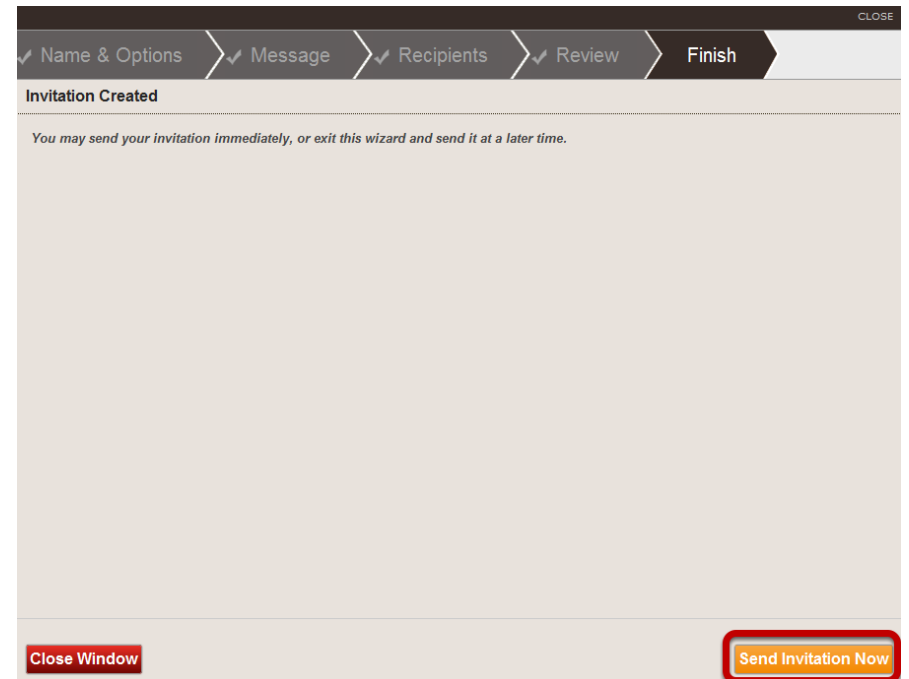 CLOSE
Name & Options Message Recipients Review Finish
Invitation Created
You may send your invitation immediately, or exit this wizard and send it at a later time.
Close Window Send Invitation Now